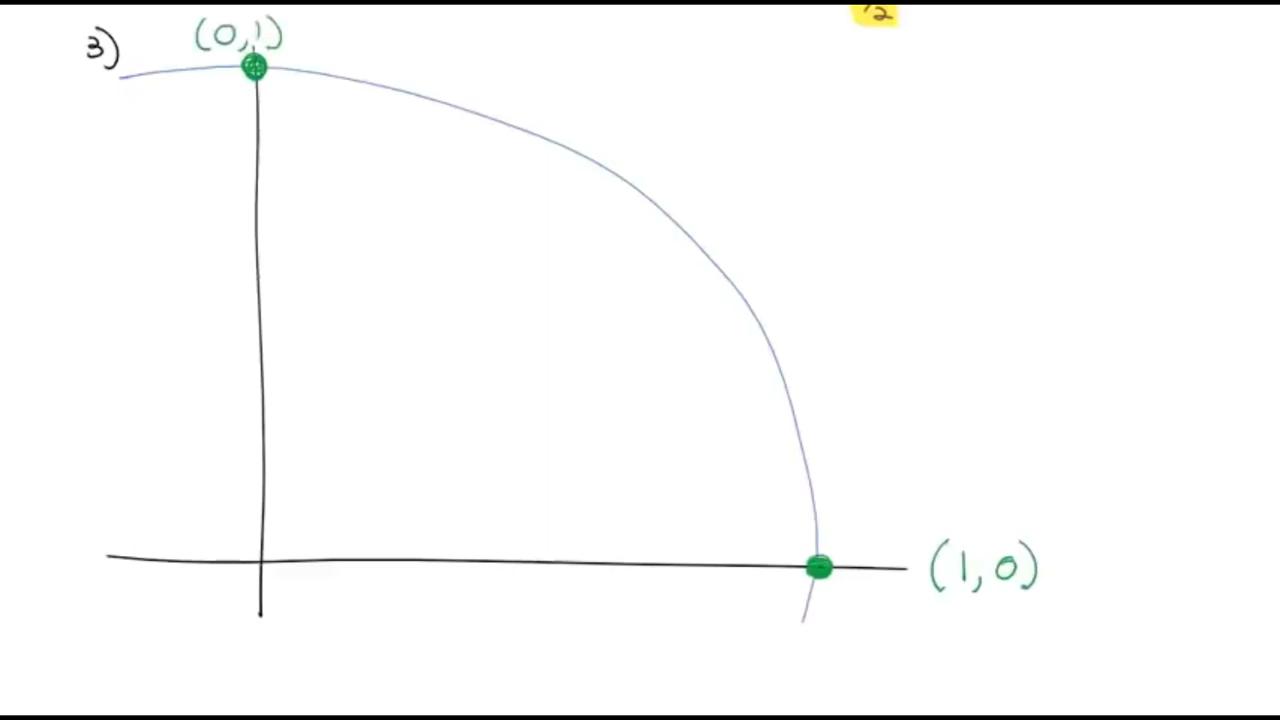 3)
(0,1)
(1,0)